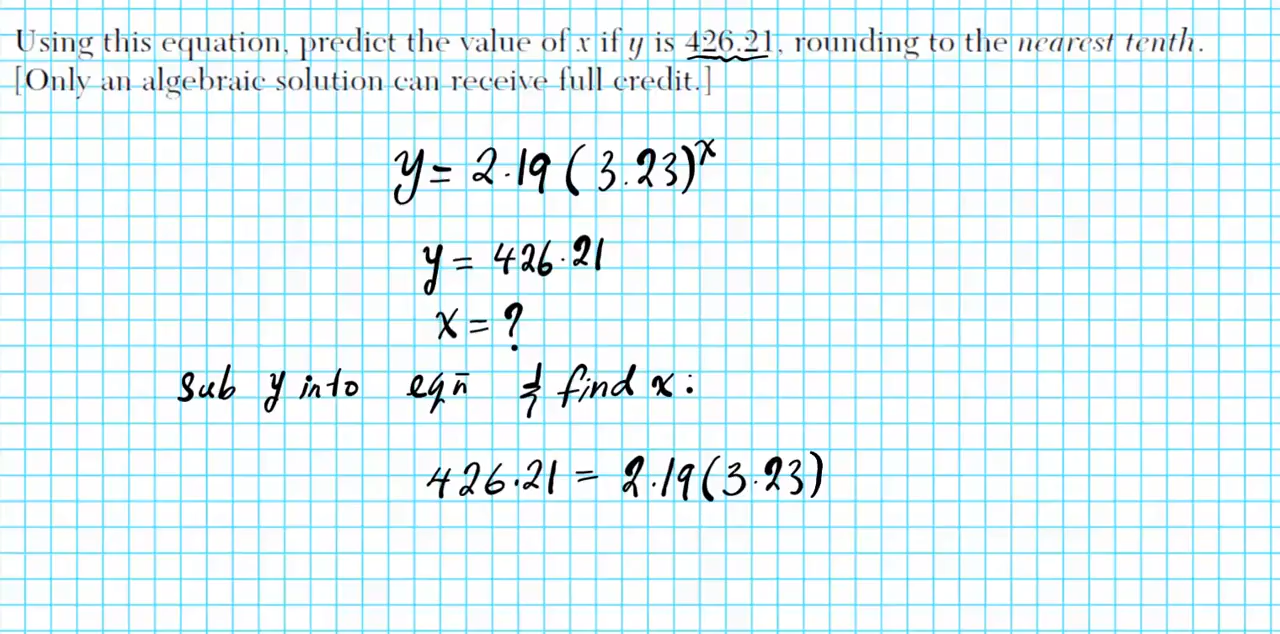 Using this equation, predict the value of x if y is 426.21, rounding to the nearest tenth.
[Only an algebraic solution can receive full credit.]
y = 2.19 (3.23)^x
y = 426.21
x = ?
Sub y into eqn̄ & find x :
426.21 = 2.19(3.23)